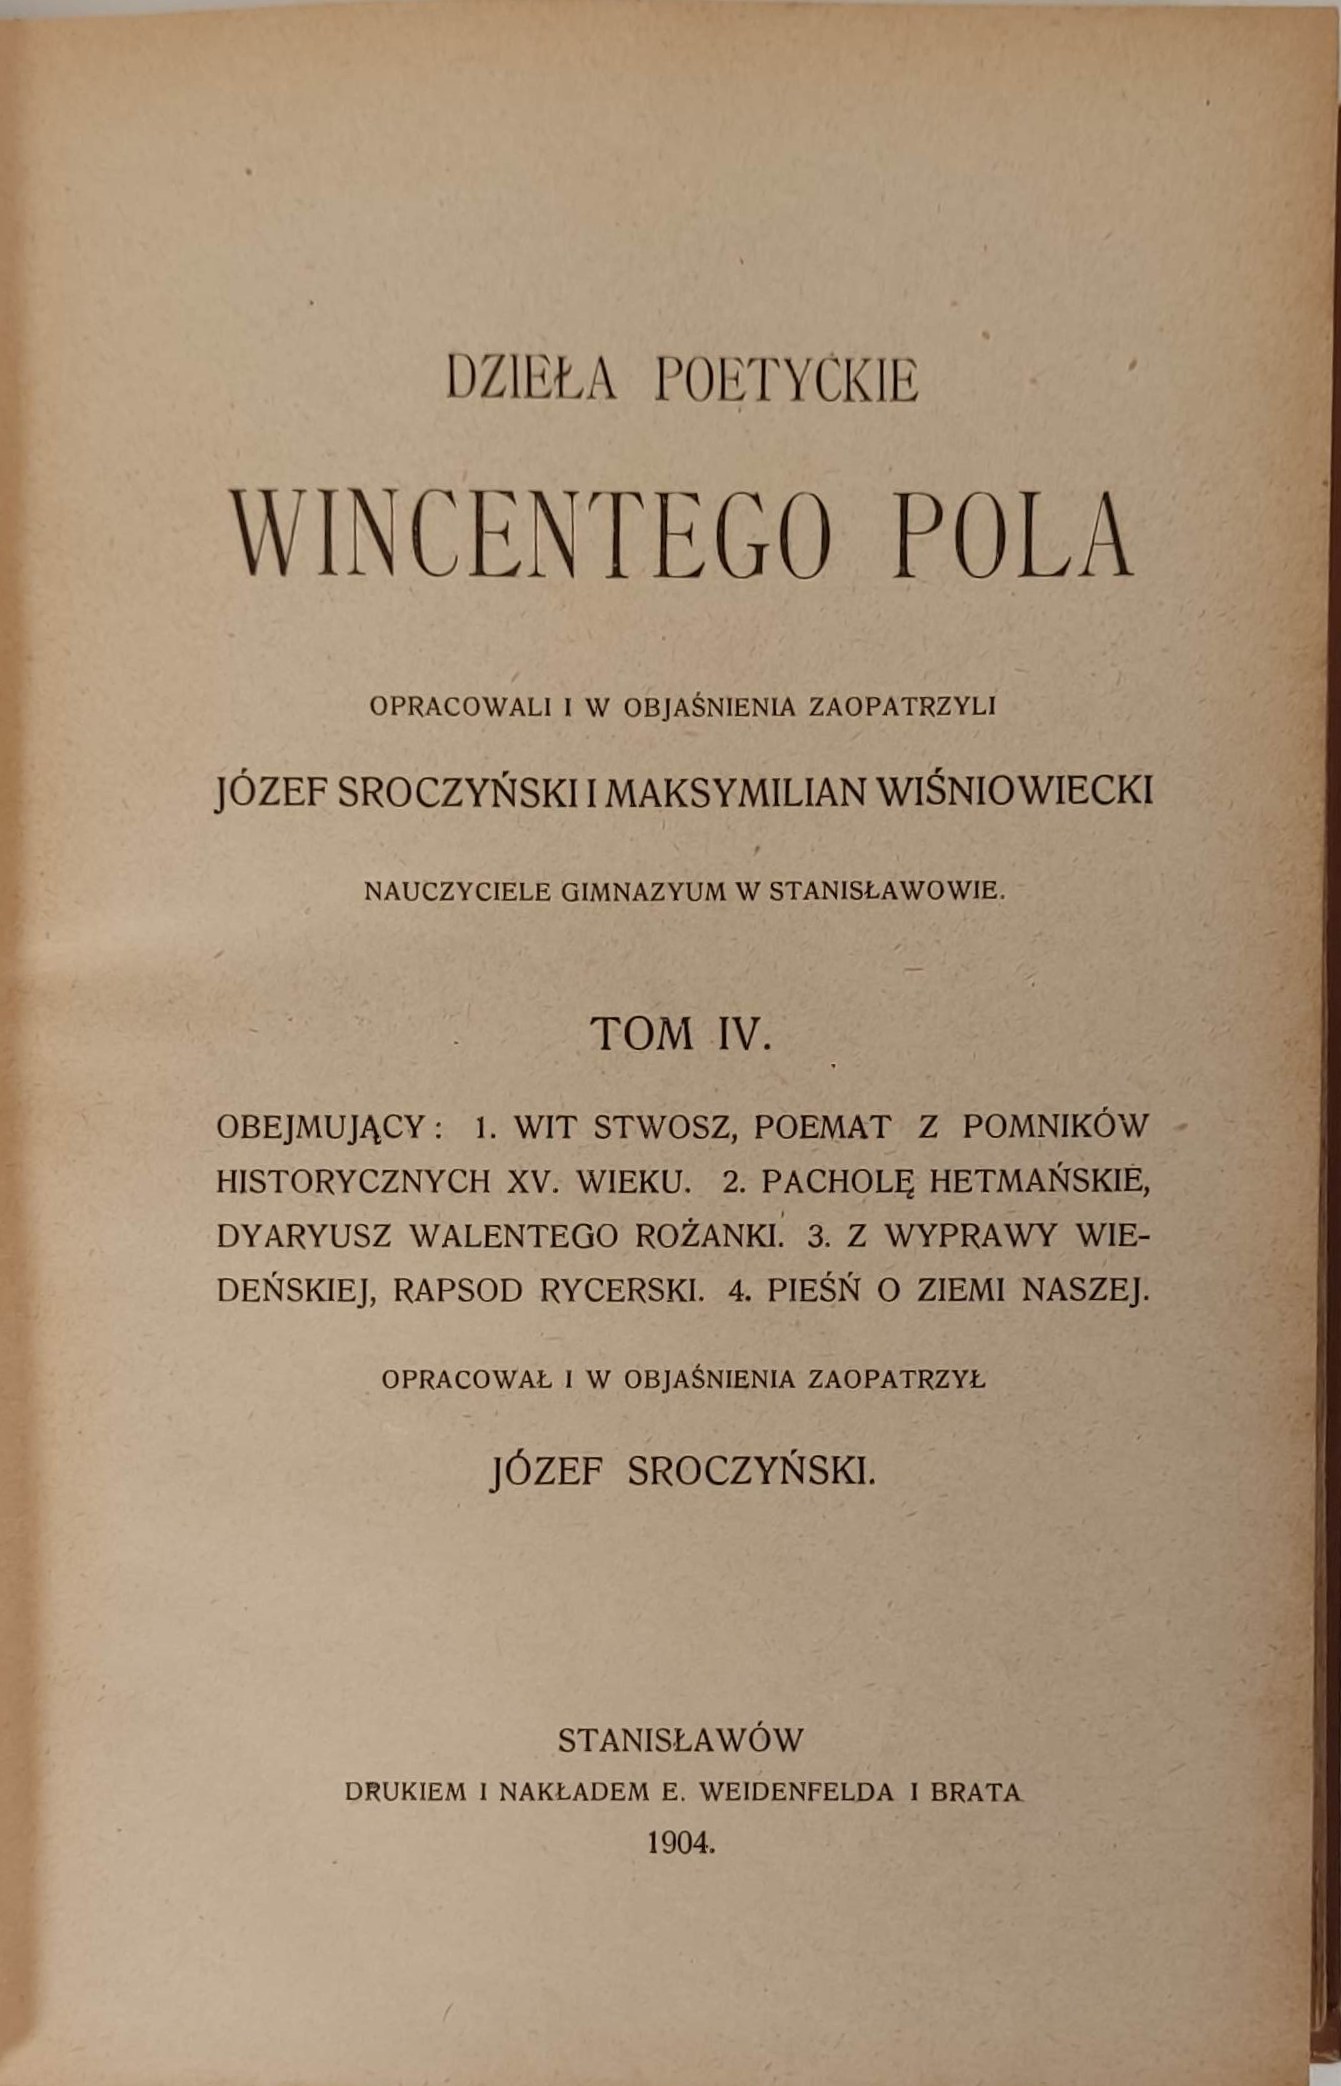 DZIEŁA POETYCKIE
WINCENTEGO POLA
OPRACOWALI I W OBJAŚNIENIA ZAOPATRZYLI
JÓZEF SROCZYŃSKI I MAKSYMILIAN WIŚNIOWIECKI
NAUCZYCIELE GIMNAZYUM W STANISŁAWOWIE.
TOM IV.
OBEJMUJĄCY: 1. WIT STWOSZ, POEMAT Z POMNIKÓW
HISTORYCZNYCH XV. WIEKU. 2. PACHOLĘ HETMAŃSKIE,
DYARYUSZ WALENTEGO ROŻANKI. 3. Z WYPRAWY WIE-
DEŃSKIEJ, RAPSOD RYCERSKI. 4. PIEŚŃ O ZIEMI NASZEJ.
OPRACOWAŁ I W OBJAŚNIENIA ZAOPATRZYŁ
JÓZEF SROCZYŃSKI.
STANISŁAWÓW
DRUKIEM I NAKŁADEM E. WEIDENFELDA I BRATA
1904.